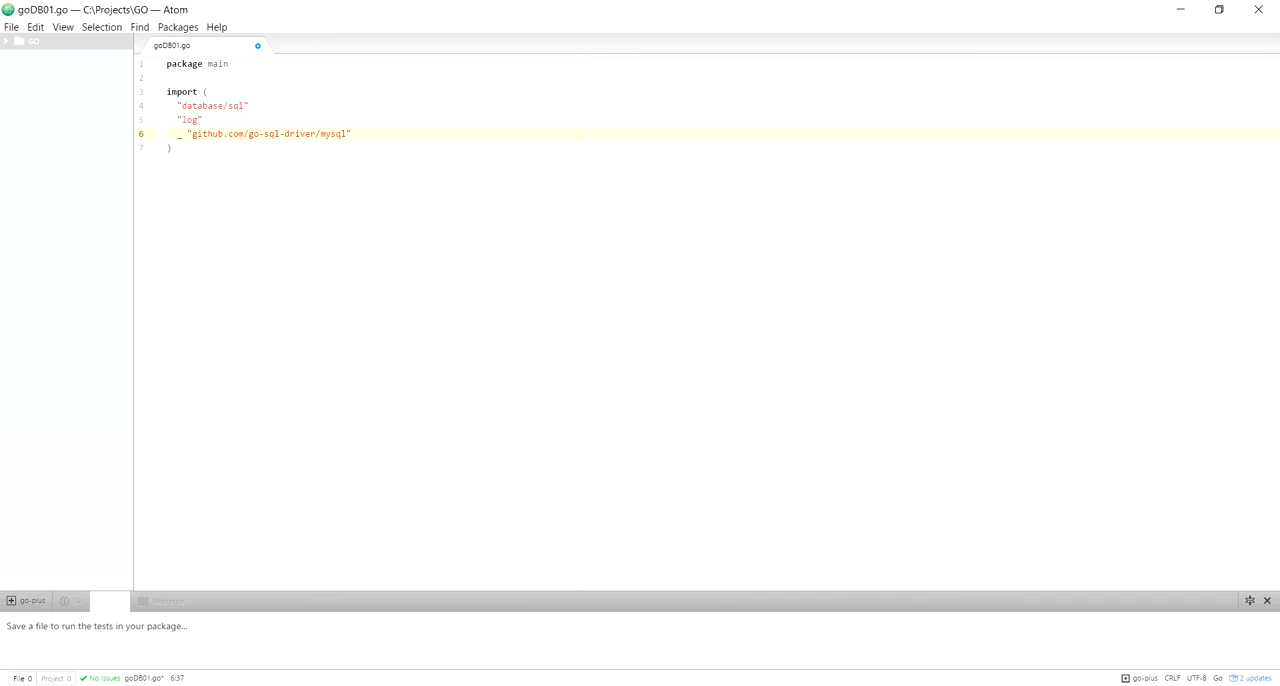 goDB01.go — C:\Projects\GO — Atom
File Edit View Selection Find Packages Help
GO
goDB01.go
1 package main
2
3 import (
4 "database/sql"
5 "log"
6 _ "github.com/go-sql-driver/mysql"
7 )
go-plus Go Reference
Save a file to run the tests in your package...
File 0 Project 0 No Issues goDB01.go* 6:37 go-plus CRLF UTF-8 Go 2 updates